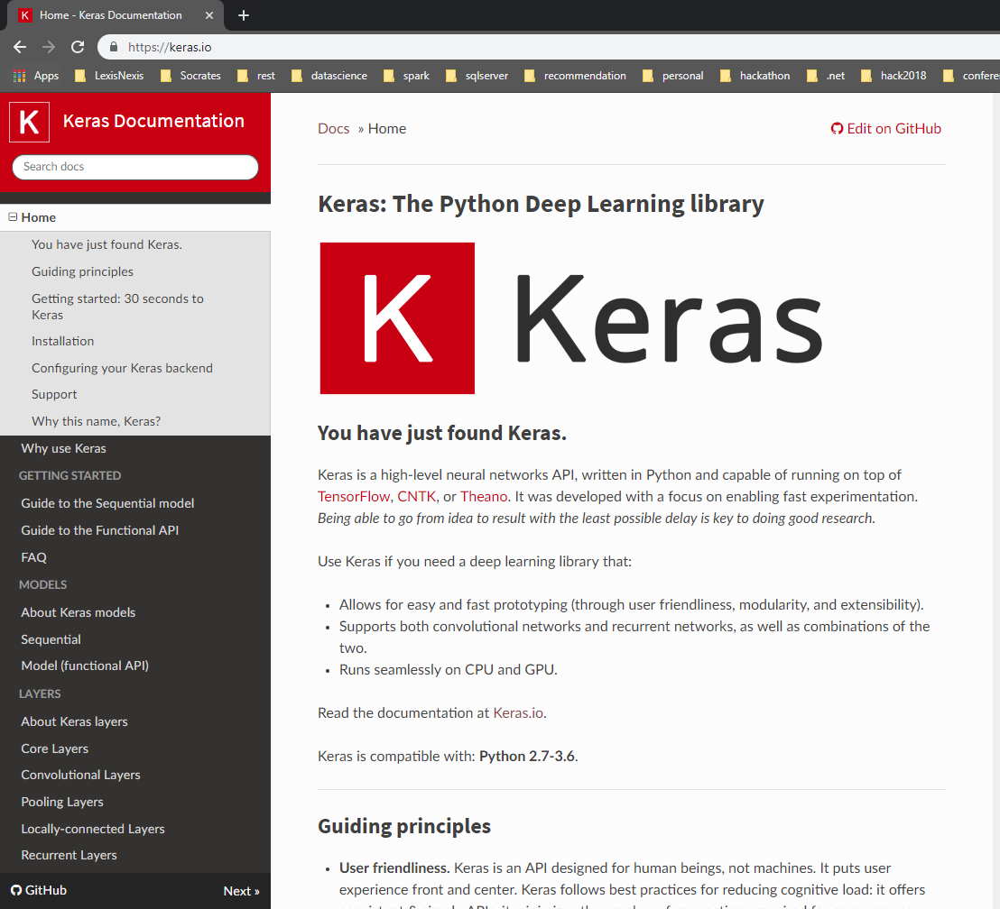 K Home - Keras Documentation
https://keras.io
Apps LexisNexis Socrates rest datascience spark sqlserver recommendation personal hackathon .net hack2018 confere
K Keras Documentation
Search docs
Home
You have just found Keras.
Guiding principles
Getting started: 30 seconds to
Keras
Installation
Configuring your Keras backend
Support
Why this name, Keras?
Why use Keras
GETTING STARTED
Guide to the Sequential model
Guide to the Functional API
FAQ
MODELS
About Keras models
Sequential
Model (functional API)
LAYERS
About Keras layers
Core Layers
Convolutional Layers
Pooling Layers
Locally-connected Layers
Recurrent Layers
GitHub Next »
Docs » Home Edit on GitHub
Keras: The Python Deep Learning library
K Keras
You have just found Keras.
Keras is a high-level neural networks API, written in Python and capable of running on top of
TensorFlow, CNTK, or Theano. It was developed with a focus on enabling fast experimentation.
Being able to go from idea to result with the least possible delay is key to doing good research.
Use Keras if you need a deep learning library that:
• Allows for easy and fast prototyping (through user friendliness, modularity, and extensibility).
• Supports both convolutional networks and recurrent networks, as well as combinations of the
two.
• Runs seamlessly on CPU and GPU.
Read the documentation at Keras.io.
Keras is compatible with: Python 2.7-3.6.
Guiding principles
• User friendliness. Keras is an API designed for human beings, not machines. It puts user
experience front and center. Keras follows best practices for reducing cognitive load: it offers